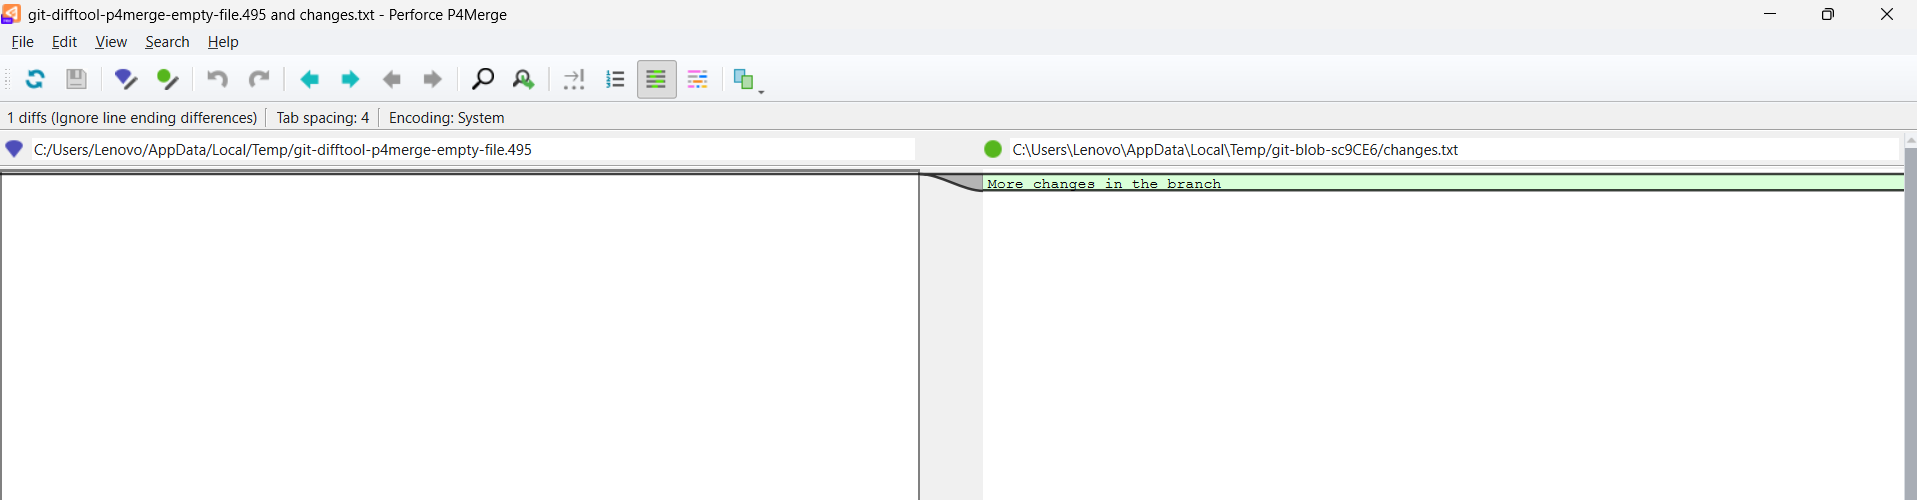 git-difftool-p4merge-empty-file.495 and changes.txt - Perforce P4Merge
File Edit View Search Help
1 diffs (Ignore line ending differences) Tab spacing: 4 Encoding: System
C:/Users/Lenovo/AppData/Local/Temp/git-difftool-p4merge-empty-file.495
C:\Users\Lenovo\AppData\Local\Temp/git-blob-sc9CE6/changes.txt
More changes in the branch